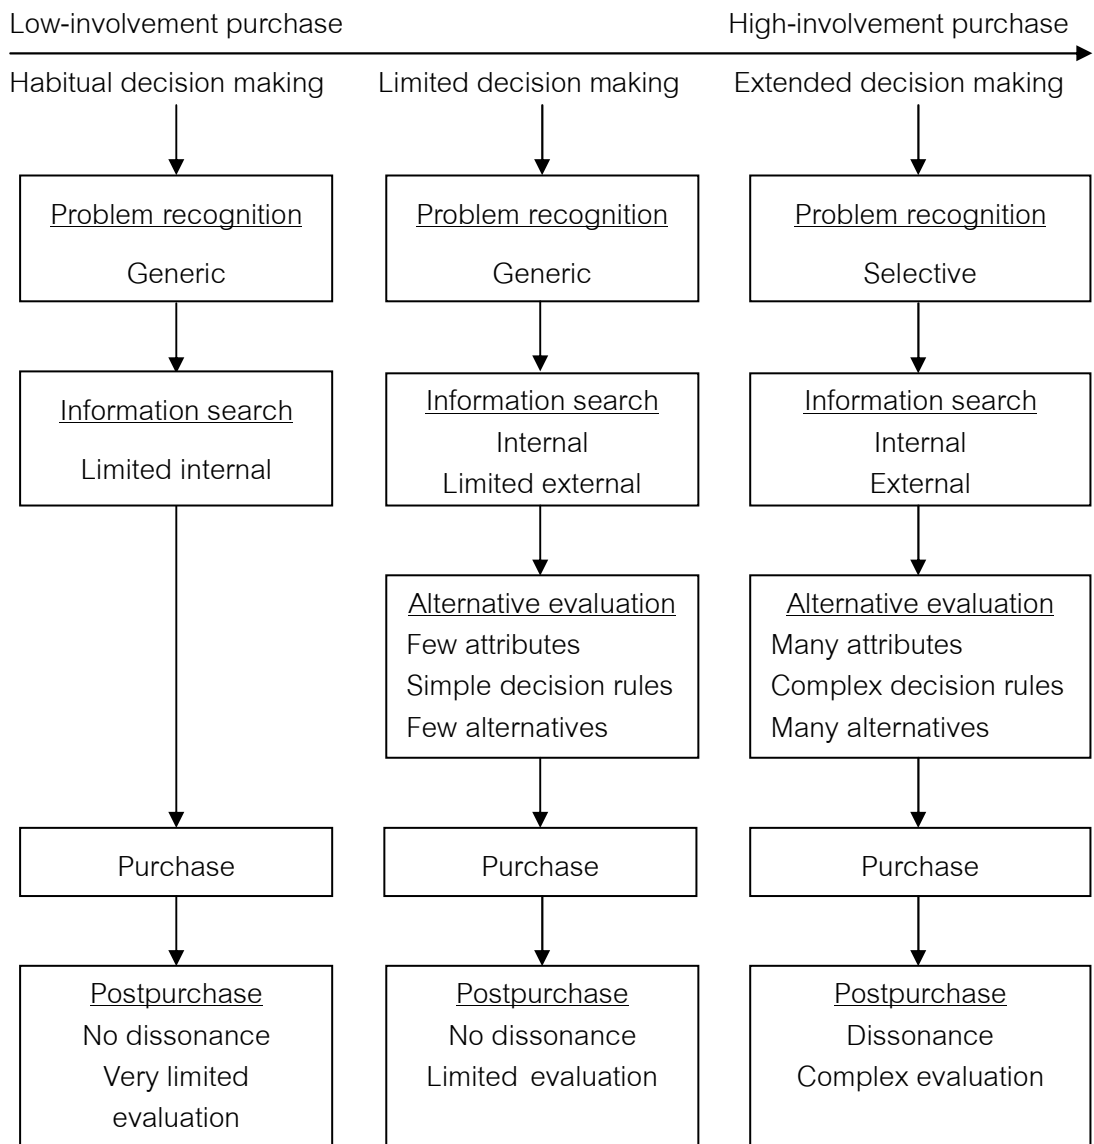 Low-involvement purchase
High-involvement purchase
Habitual decision making
Limited decision making
Extended decision making
Problem recognition
Generic
Problem recognition
Generic
Problem recognition
Selective
Information search
Limited internal
Information search
Internal
Limited external
Information search
Internal
External
Alternative evaluation
Few attributes
Simple decision rules
Few alternatives
Alternative evaluation
Many attributes
Complex decision rules
Many alternatives
Purchase
Purchase
Purchase
Postpurchase
No dissonance
Very limited
evaluation
Postpurchase
No dissonance
Limited evaluation
Postpurchase
Dissonance
Complex evaluation